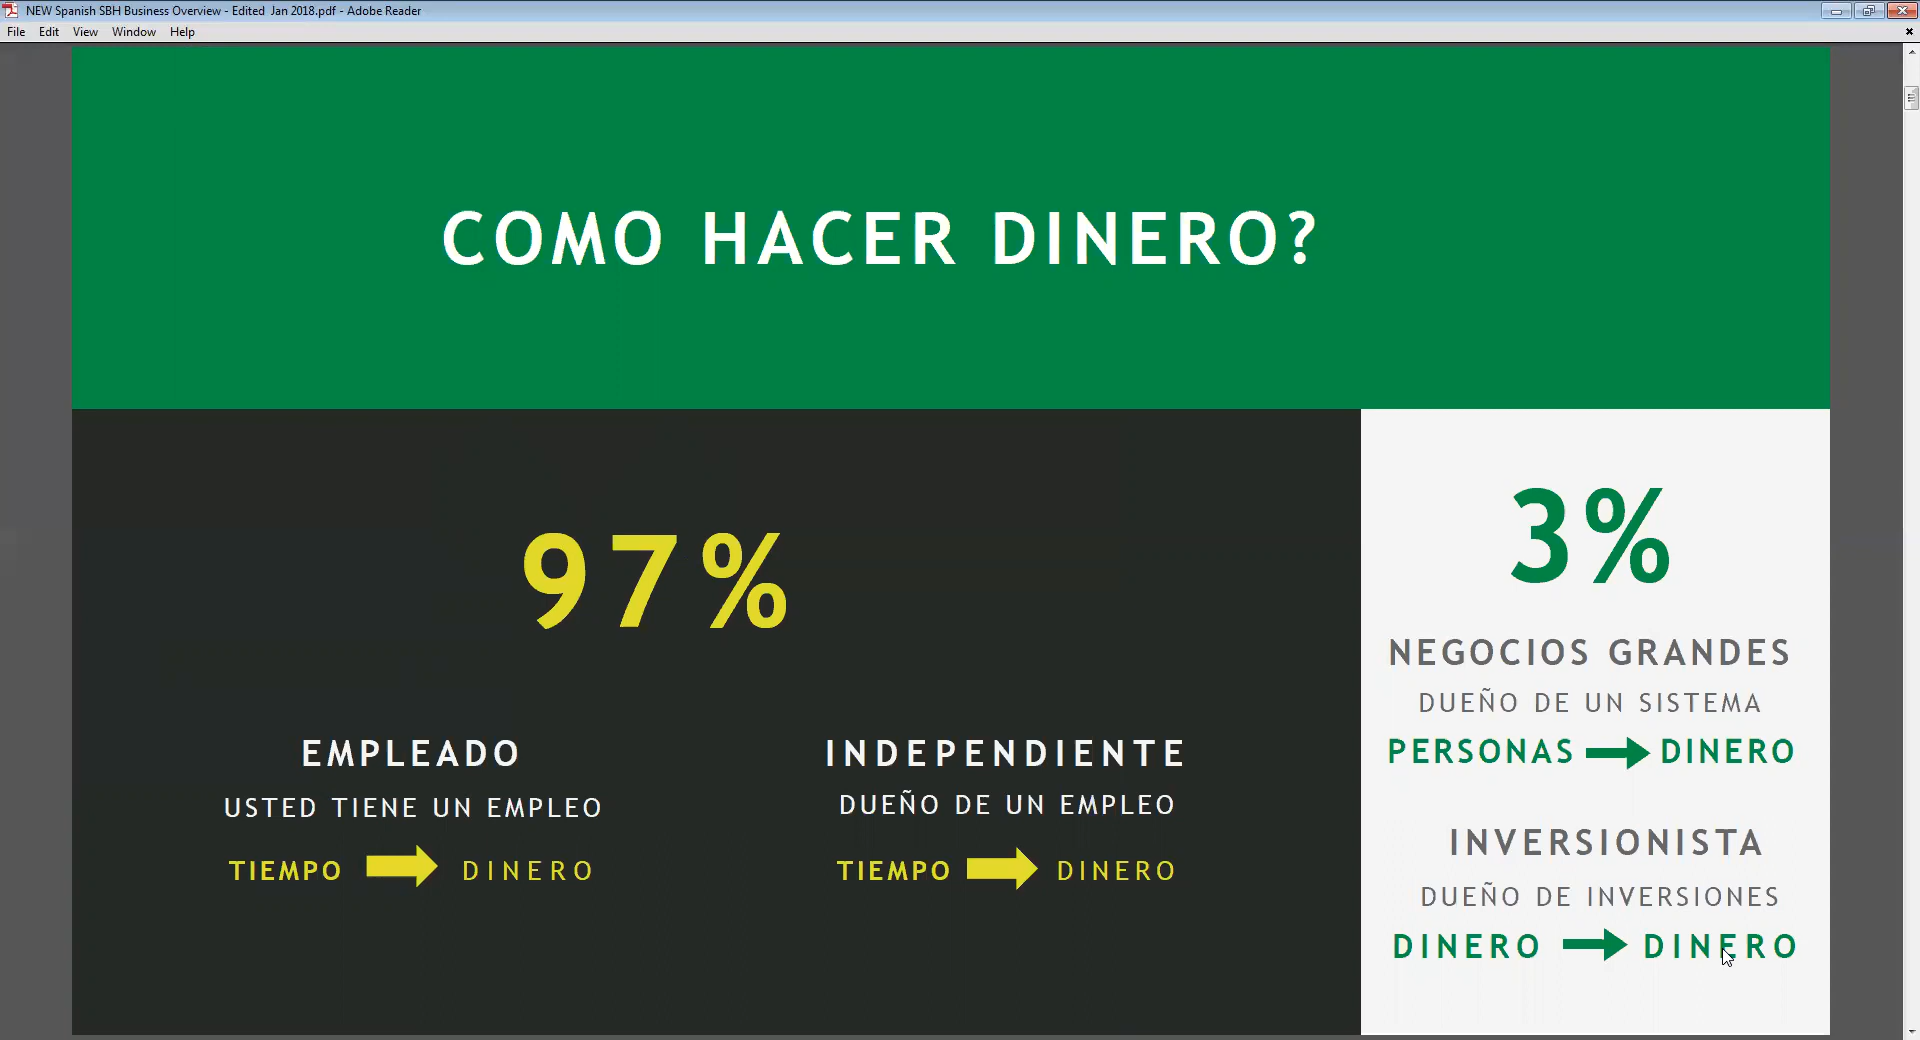 NEW Spanish SBH Business Overview - Edited  Jan 2018.pdf - Adobe Reader
File Edit View Window Help
COMO HACER DINERO?
97%
EMPLEADO
USTED TIENE UN EMPLEO
TIEMPO DINERO
INDEPENDIENTE
DUEÑO DE UN EMPLEO
TIEMPO DINERO
3%
NEGOCIOS GRANDES
DUEÑO DE UN SISTEMA
PERSONAS DINERO
INVERSIONISTA
DUEÑO DE INVERSIONES
DINERO DINERO